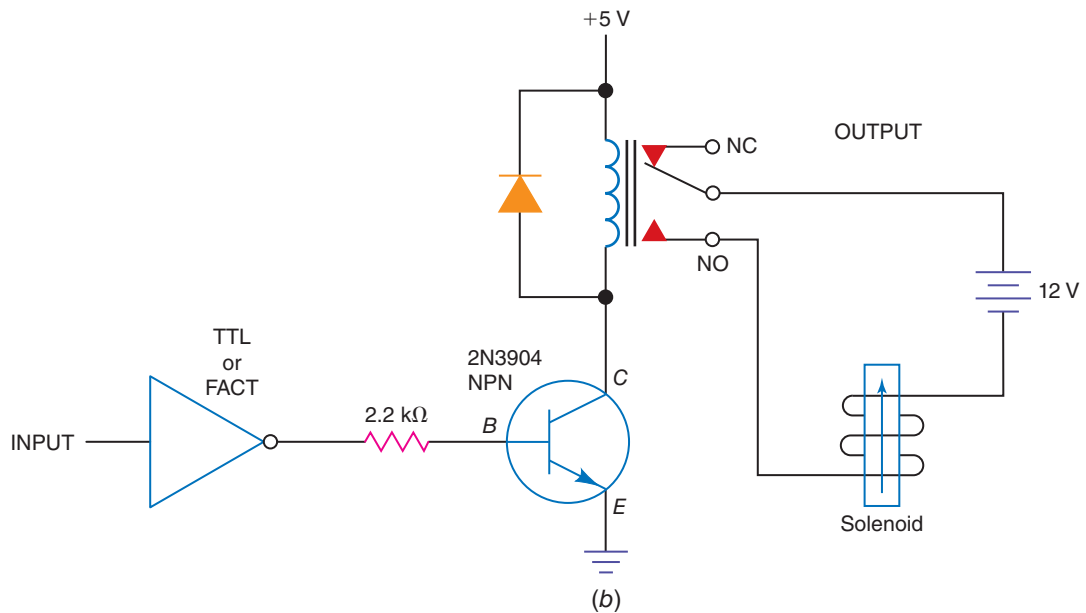 +5 V
NC
OUTPUT
NO
12 V
TTL
or
FACT
2N3904
NPN
C
2.2 kΩ
B
INPUT
E
Solenoid
(b)